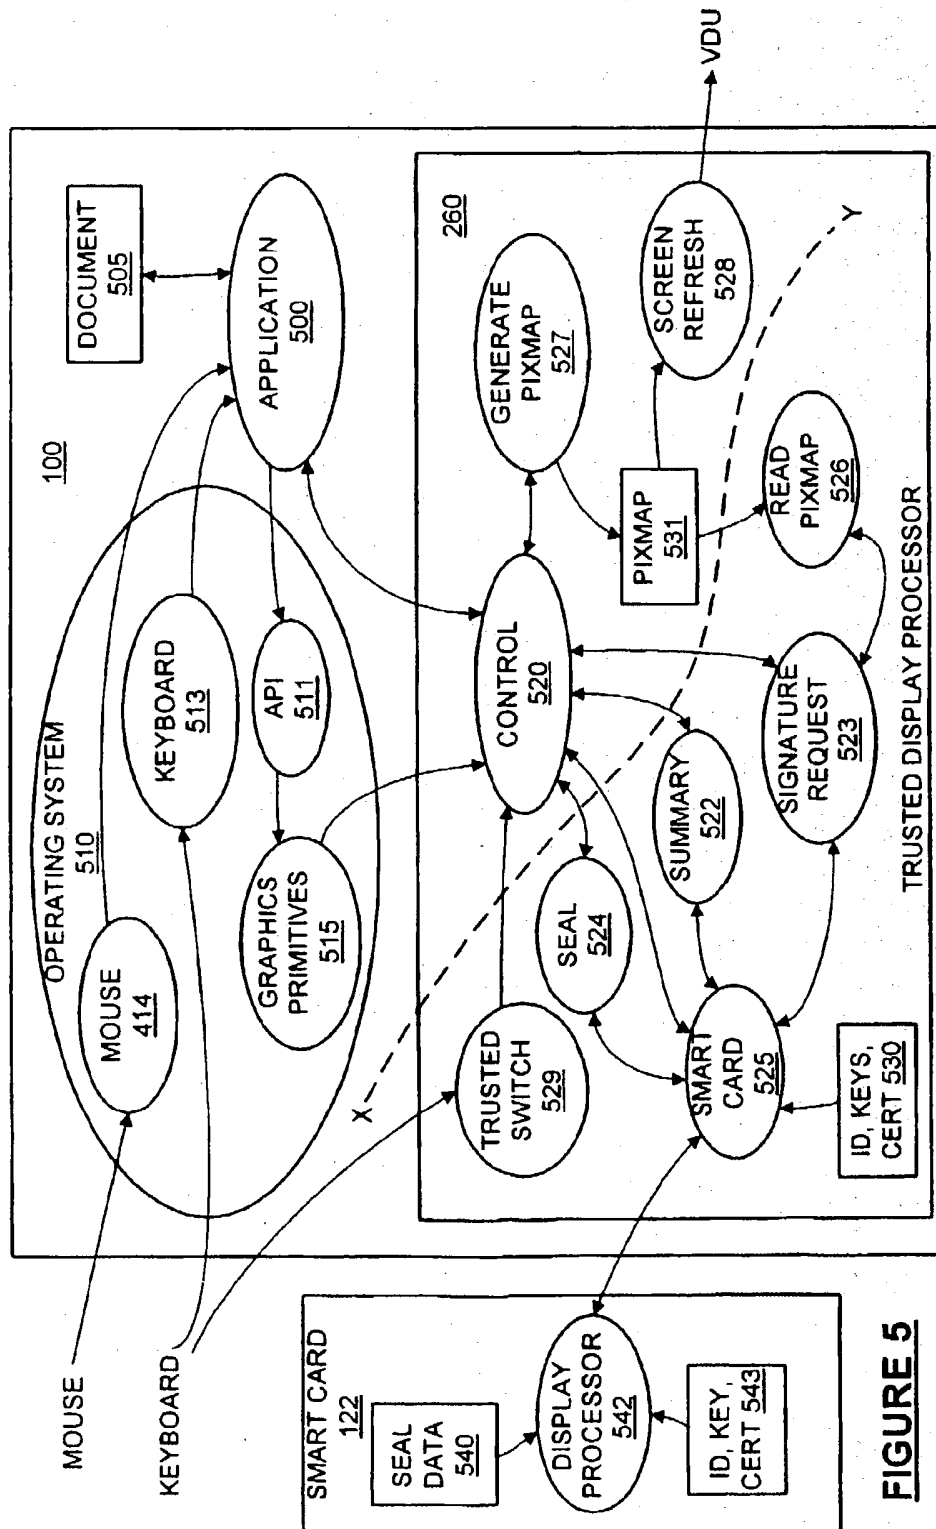 100
DOCUMENT
505
OPERATING SYSTEM
510
MOUSE
414
KEYBOARD
513
APPLICATION
500
GRAPHICS
PRIMITIVES
515
API
511
MOUSE
KEYBOARD
X
260
TRUSTED
SWITCH
529
CONTROL
520
GENERATE
PIXMAP
527
SEAL
524
PIXMAP
531
SCREEN
REFRESH
528
VDU
SUMMARY
522
SMART
CARD
525
SIGNATURE
REQUEST
523
READ
PIXMAP
526
Y
ID, KEYS,
CERT 530
TRUSTED DISPLAY PROCESSOR
SMART CARD
122
SEAL
DATA
540
DISPLAY
PROCESSOR
542
ID, KEY,
CERT 543
FIGURE 5